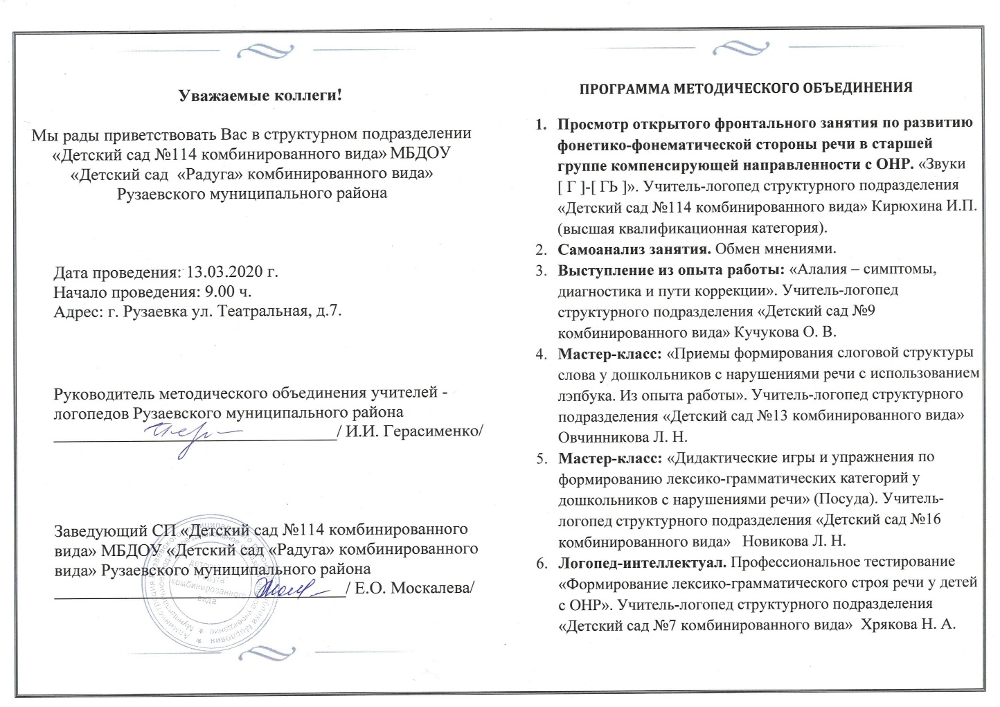 Уважаемые коллеги!
Мы рады приветствовать Вас в структурном подразделении
«Детский сад №114 комбинированного вида» МБДОУ
«Детский сад «Радуга» комбинированного вида»
Рузаевского муниципального района
Дата проведения: 13.03.2020 г.
Начало проведения: 9.00 ч.
Адрес: г. Рузаевка ул. Театральная, д.7.
Руководитель методического объединения учителей -
логопедов Рузаевского муниципального района
/ И.И. Герасименко/
Заведующий СП «Детский сад №114 комбинированного
вида» МБДОУ «Детский сад «Радуга» комбинированного
вида» Рузаевского муниципального района
/ Е.О. Москалева/
комбинированного
вида
ПРОГРАММА МЕТОДИЧЕСКОГО ОБЪЕДИНЕНИЯ
1. Просмотр открытого фронтального занятия по развитию
фонетико-фонематической стороны речи в старшей
группе компенсирующей направленности с ОНР. «Звуки
[ Г ]-[ ГЬ ]». Учитель-логопед структурного подразделения
«Детский сад №114 комбинированного вида» Кирюхина И.П.
(высшая квалификационная категория).
2. Самоанализ занятия. Обмен мнениями.
3. Выступление из опыта работы: «Алалия – симптомы,
диагностика и пути коррекции». Учитель-логопед
структурного подразделения «Детский сад №9
комбинированного вида» Кучукова О. В.
4. Мастер-класс: «Приемы формирования слоговой структуры
слова у дошкольников с нарушениями речи с использованием
лэпбука. Из опыта работы». Учитель-логопед структурного
подразделения «Детский сад №13 комбинированного вида»
Овчинникова Л. Н.
5. Мастер-класс: «Дидактические игры и упражнения по
формированию лексико-грамматических категорий у
дошкольников с нарушениями речи» (Посуда). Учитель-
логопед структурного подразделения «Детский сад №16
комбинированного вида» Новикова Л. Н.
6. Логопед-интеллектуал. Профессиональное тестирование
«Формирование лексико-грамматического строя речи у детей
с ОНР». Учитель-логопед структурного подразделения
«Детский сад №7 комбинированного вида» Хрякова Н. А.